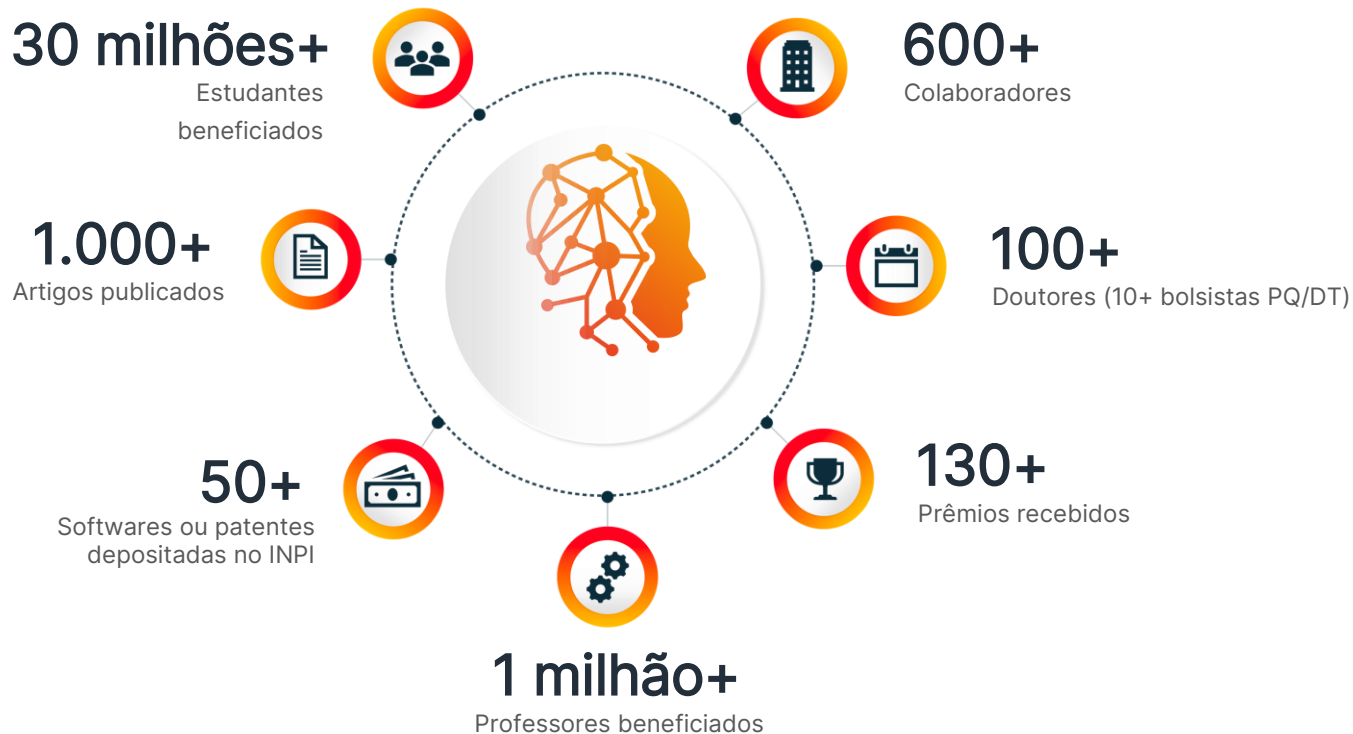 30 milhões+
Estudantes
beneficiados
600+
Colaboradores
1.000+
Artigos publicados
100+
Doutores (10+ bolsistas PQ/DT)
50+
Softwares ou patentes
depositadas no INPI
130+
Prêmios recebidos
1 milhão+
Professores beneficiados